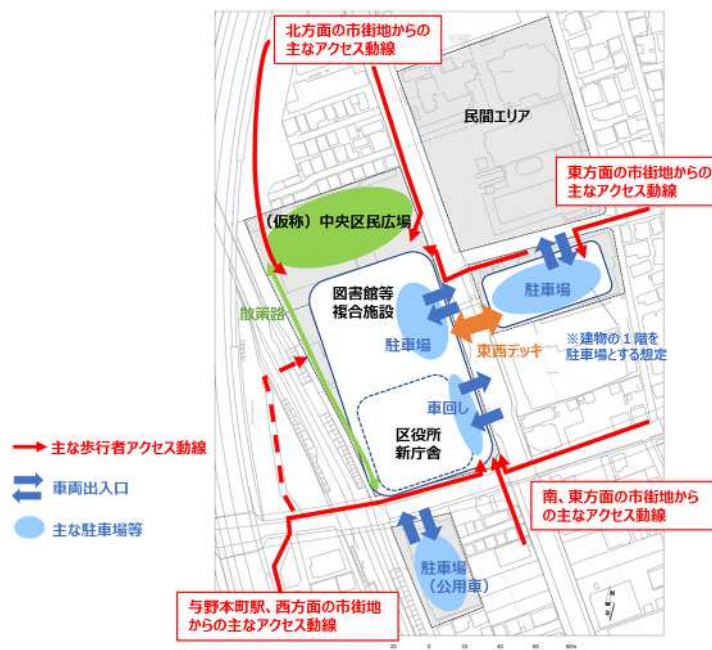 北方面の市街地からの
主なアクセス動線
民間エリア
東方面の市街地からの
主なアクセス動線
（仮称）中央区民広場
図書館等
複合施設
駐車場
駐車場
散策路
東西デッキ
※建物の１階を
駐車場とする想定
車回し
区役所
新庁舎
主な歩行者アクセス動線
車両出入口
主な駐車場等
南、東方面の市街地から
の主なアクセス動線
駐車場
（公用車）
与野本町駅、西方面の市街地
からの主なアクセス動線
N
20 0 20 40 60 80m